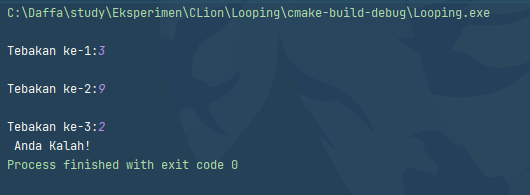 C:\Daffa\study\Eksperimen\CLion\Looping\cmake-build-debug\Looping.exe
Tebakan ke-1:3
Tebakan ke-2:9
Tebakan ke-3:2
Anda Kalah!
Process finished with exit code 0